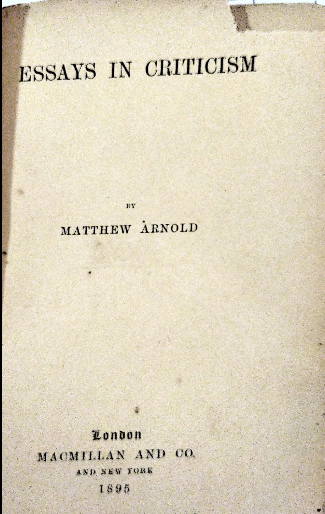 ESSAYS IN CRITICISM
BY
MATTHEW ARNOLD
London
MACMILLAN AND CO.
AND NEW YORK
1895